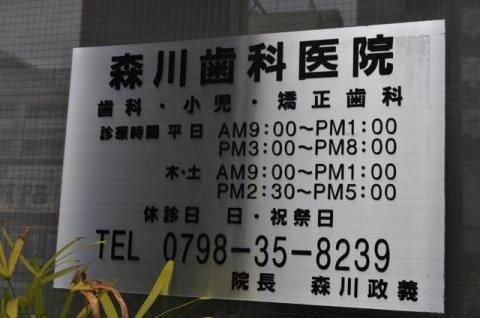 森川歯科医院
歯科・小児・矯正歯科
診療時間 平日 AM9:00〜PM1:00
PM3:00〜PM8:00
木・土 AM9:00〜PM1:00
PM2:30〜PM5:00
休診日 日・祝祭日
TEL 0798-35-8239
院長 森川政義